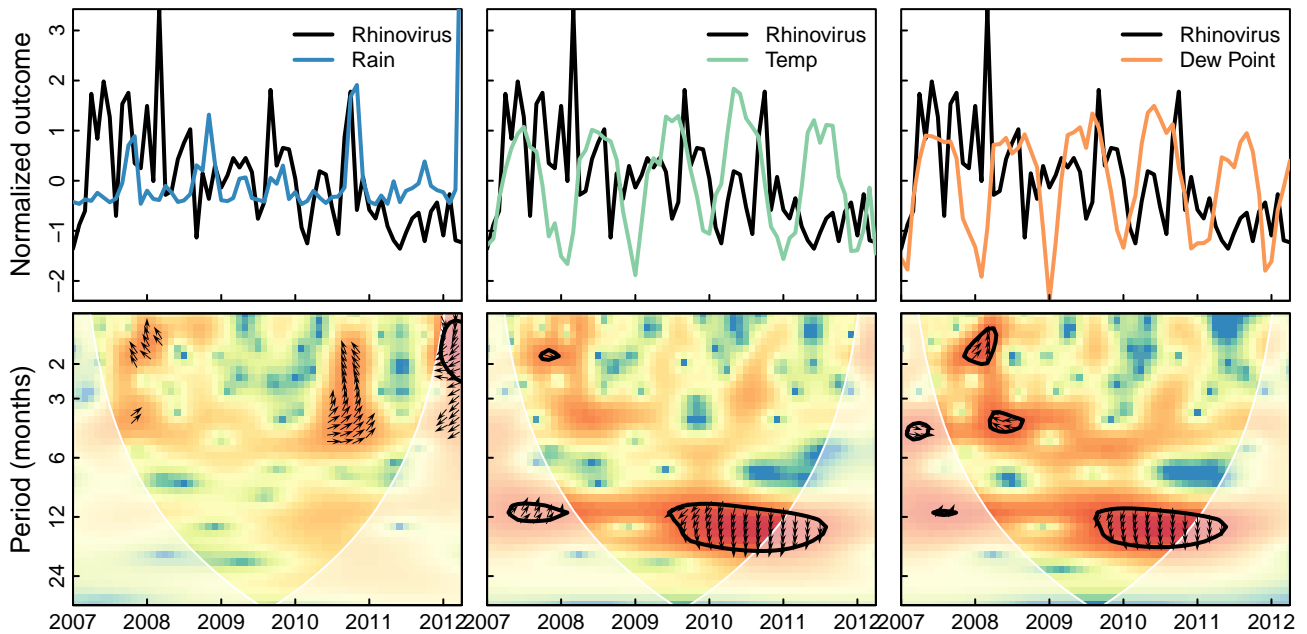 Normalized outcome
3
2
1
0
−1
−2
Rhinovirus
Rain
Rhinovirus
Temp
Rhinovirus
Dew Point
Period (months)
2
3
6
12
24
2007 2008 2009 2010 2011 2012
2007 2008 2009 2010 2011 2012
2007 2008 2009 2010 2011 2012